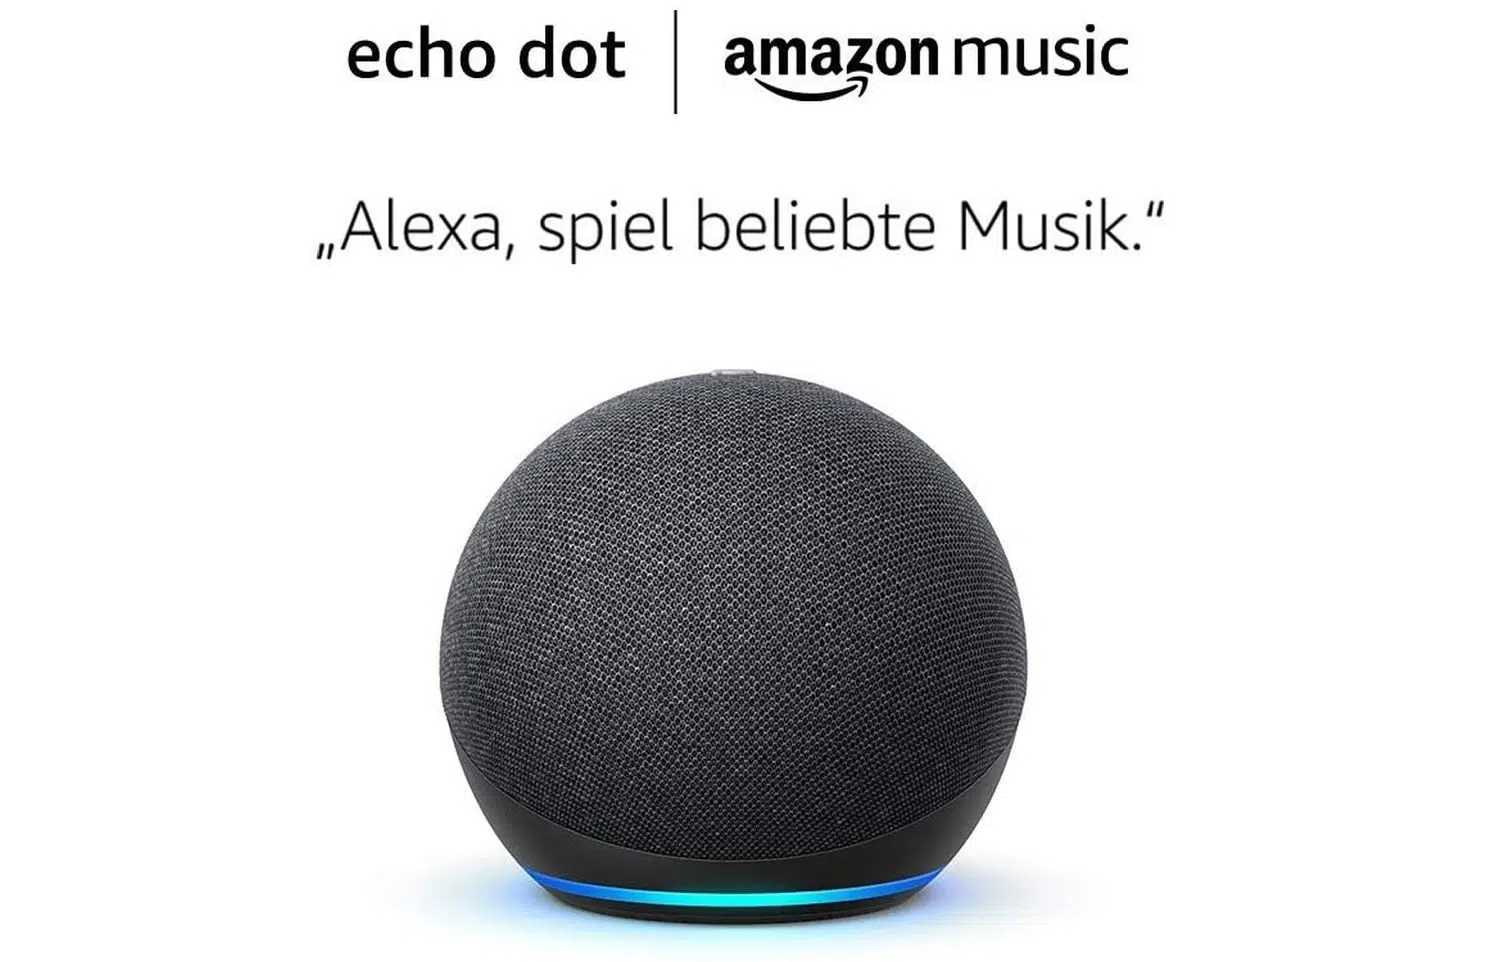 echo dot | amazon music
„Alexa, spiel beliebte Musik.“